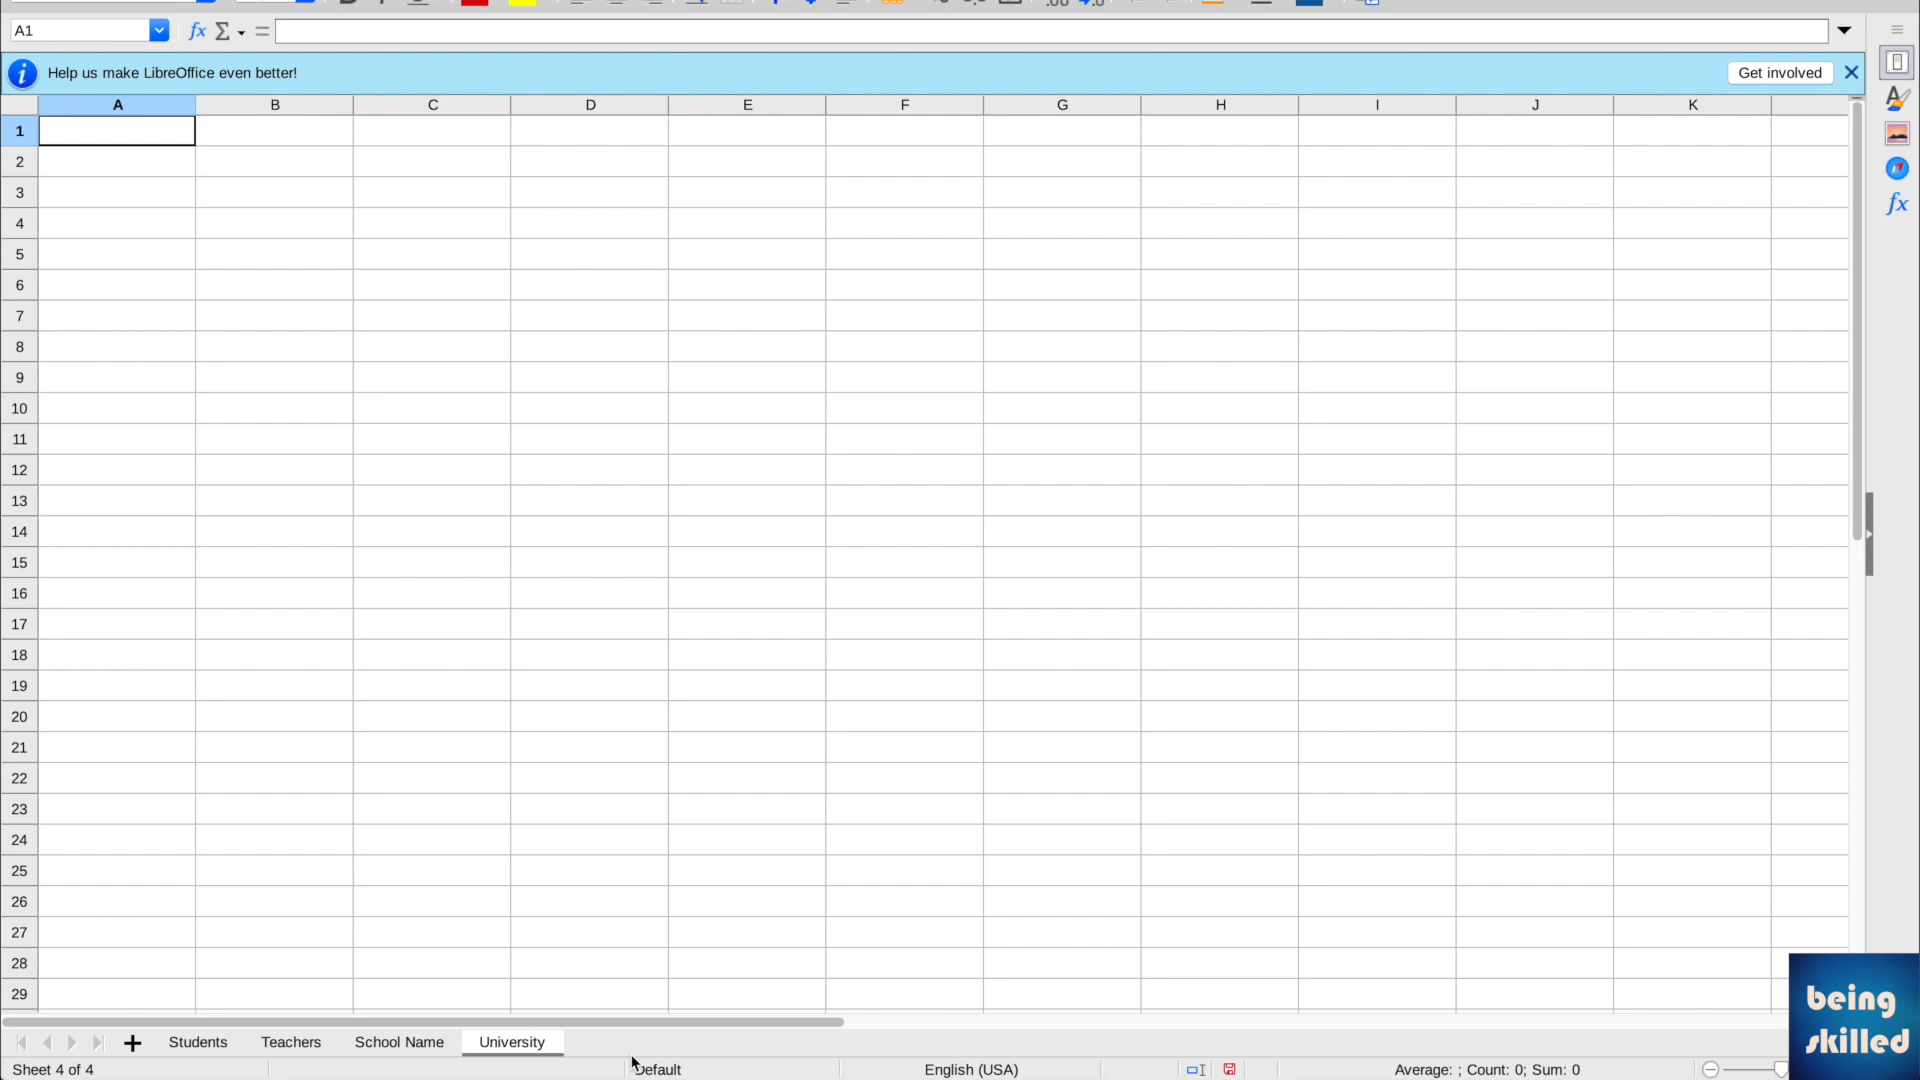 A1
fx Σ =
Help us make LibreOffice even better!
Get involved
A B C D E F G H I J K
1
2
3
4
5
6
7
8
9
10
11
12
13
14
15
16
17
18
19
20
21
22
23
24
25
26
27
28
29
Students Teachers School Name University
Sheet 4 of 4
Default
English (USA)
Average: ; Count: 0; Sum: 0
fx
being
skilled